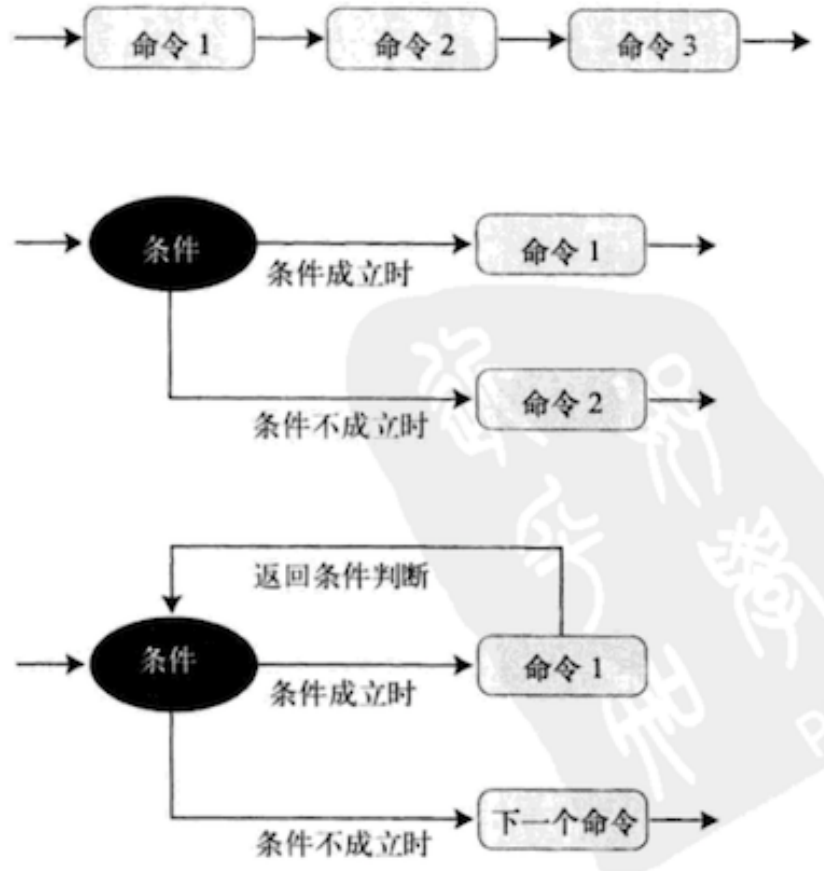 命令 1 命令 2 命令 3
条件
命令 1
条件成立时
命令 2
条件不成立时
返回条件判断
条件
命令 1
条件成立时
下一个命令
条件不成立时
P